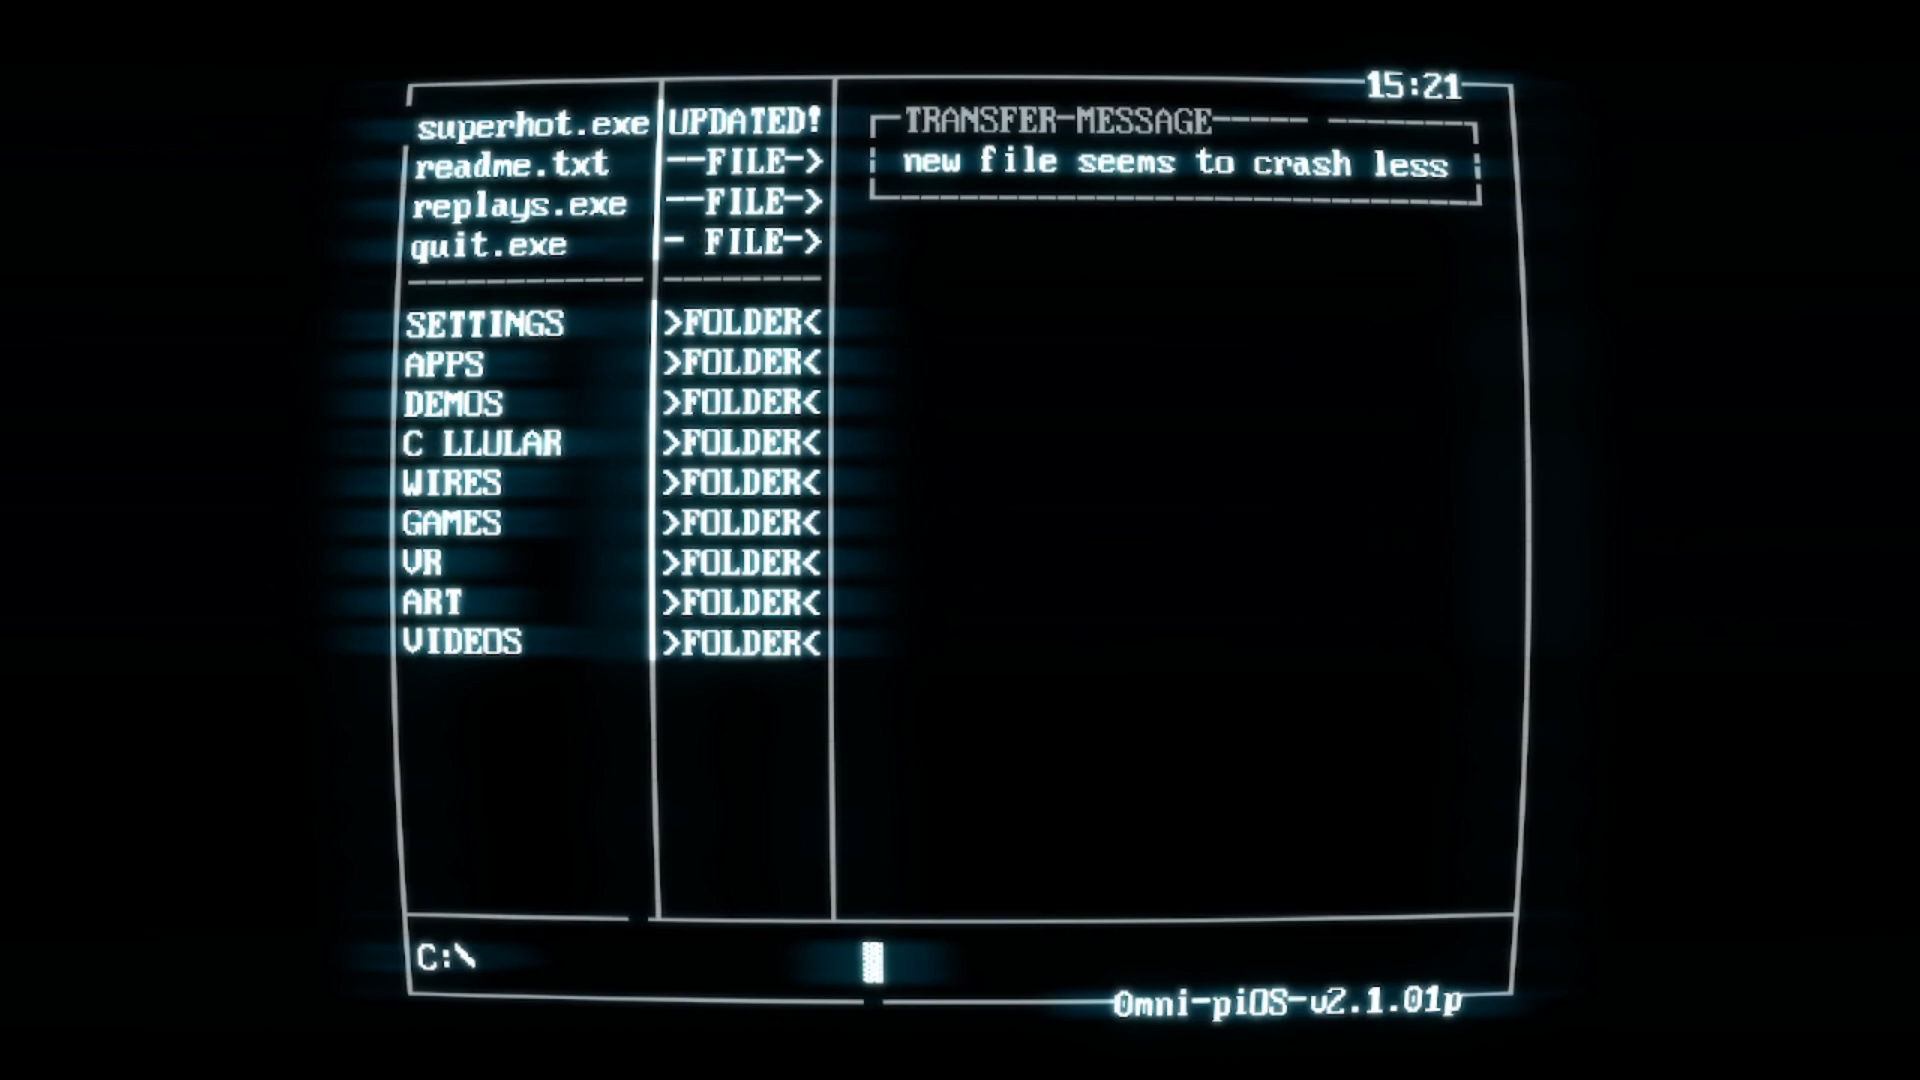 15:21
superhot.exe UPDATED!
readme.txt --FILE->
replays.exe --FILE->
quit.exe - FILE->
SETTINGS >FOLDER<
APPS >FOLDER<
DEMOS >FOLDER<
C LLULAR >FOLDER<
WIRES >FOLDER<
GAMES >FOLDER<
VR >FOLDER<
ART >FOLDER<
VIDEOS >FOLDER<
TRANSFER-MESSAGE
new file seems to crash less
C:\
Omni-piOS-v2.1.01p